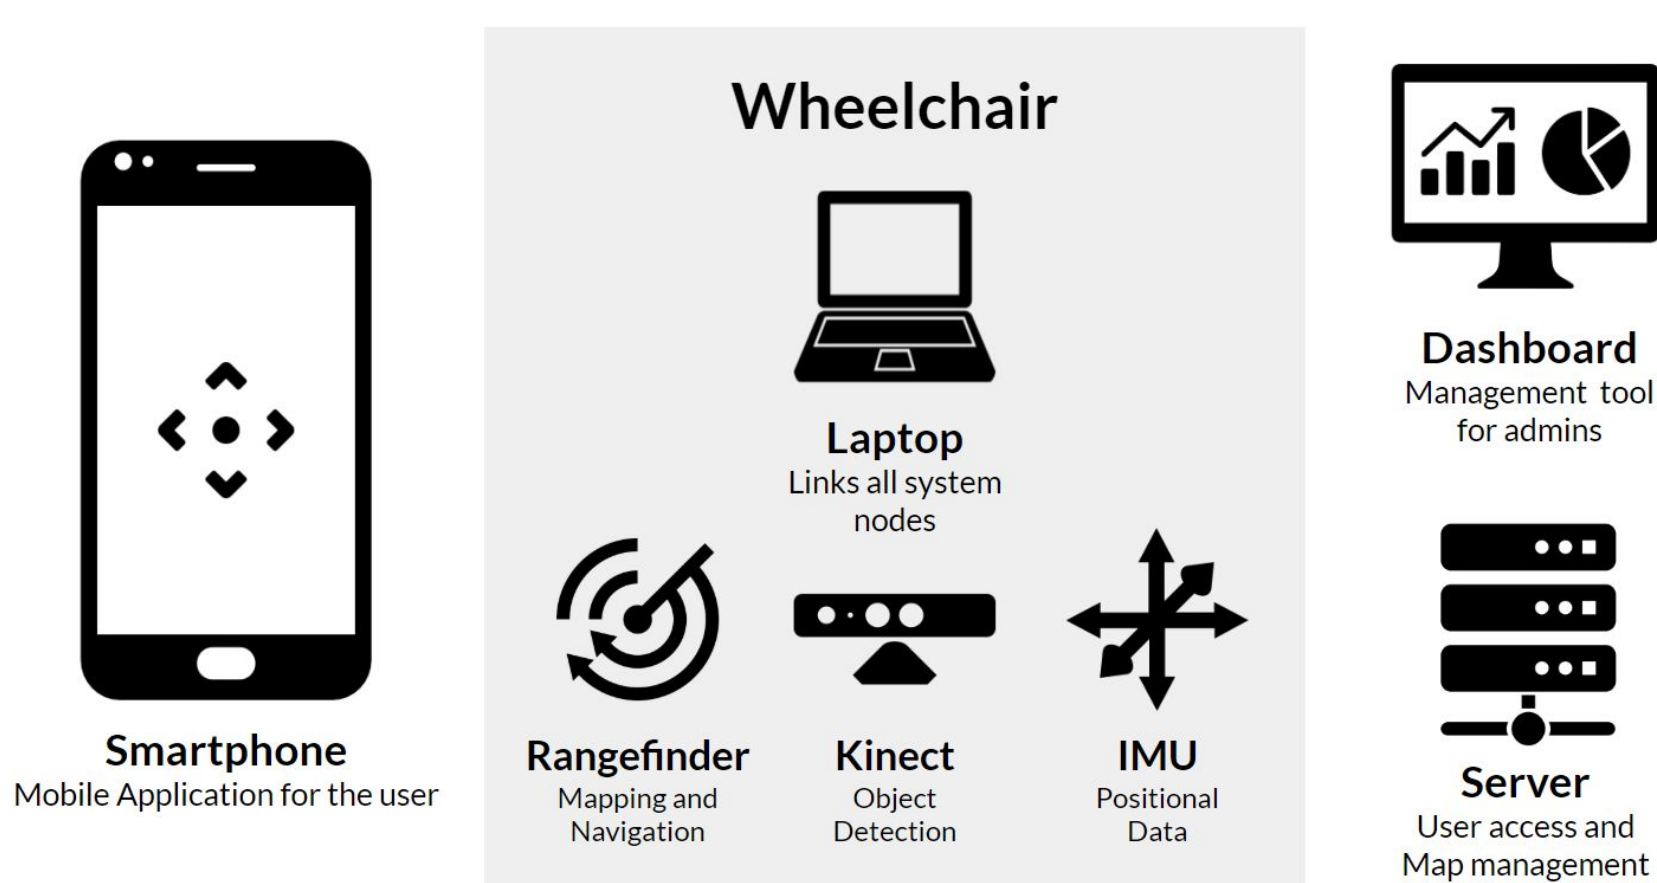 Wheelchair
Smartphone
Mobile Application for the user
Laptop
Links all system
nodes
Rangefinder
Mapping and
Navigation
Kinect
Object
Detection
IMU
Positional
Data
Dashboard
Management tool
for admins
Server
User access and
Map management